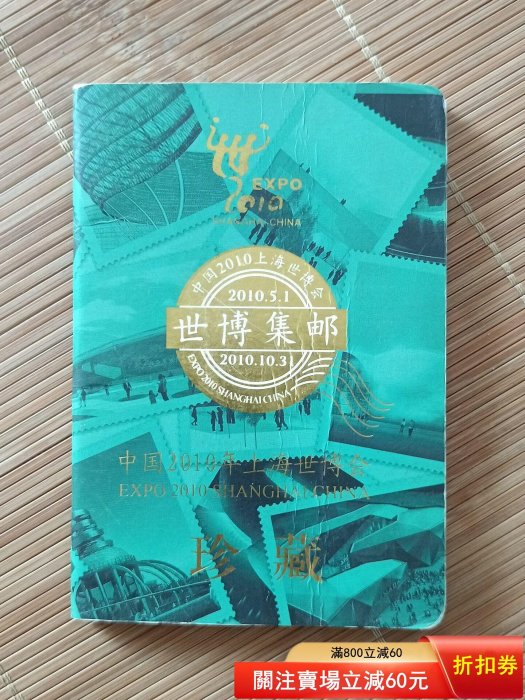 世
EXPO
2010
SHANGHAI CHINA
中国2010上海世博会
2010.5.1
世博集邮
2010.10.31
EXPO 2010 SHANGHAI CHINA
中国2010年上海世博会
EXPO 2010 SHANGHAI CHINA
珍藏
滿800立減60
關注賣場立減60元
折扣券